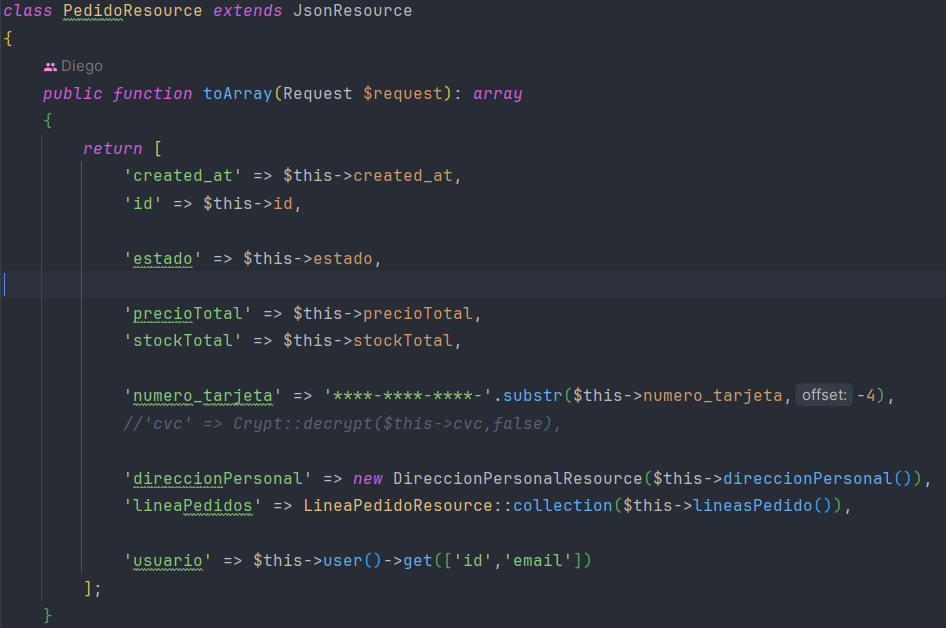 class PedidoResource extends JsonResource
{
Diego
public function toArray(Request $request): array
{
return [
'created_at' => $this->created_at,
'id' => $this->id,
'estado' => $this->estado,
'precioTotal' => $this->precioTotal,
'stockTotal' => $this->stockTotal,
'numero_tarjeta' => '****-****-****-'.substr($this->numero_tarjeta, offset: -4),
//'cvc' => Crypt::decrypt($this->cvc,false),
'direccionPersonal' => new DireccionPersonalResource($this->direccionPersonal()),
'lineaPedidos' => LineaPedidoResource::collection($this->lineasPedido()),
'usuario' => $this->user()->get(['id','email'])
];
}